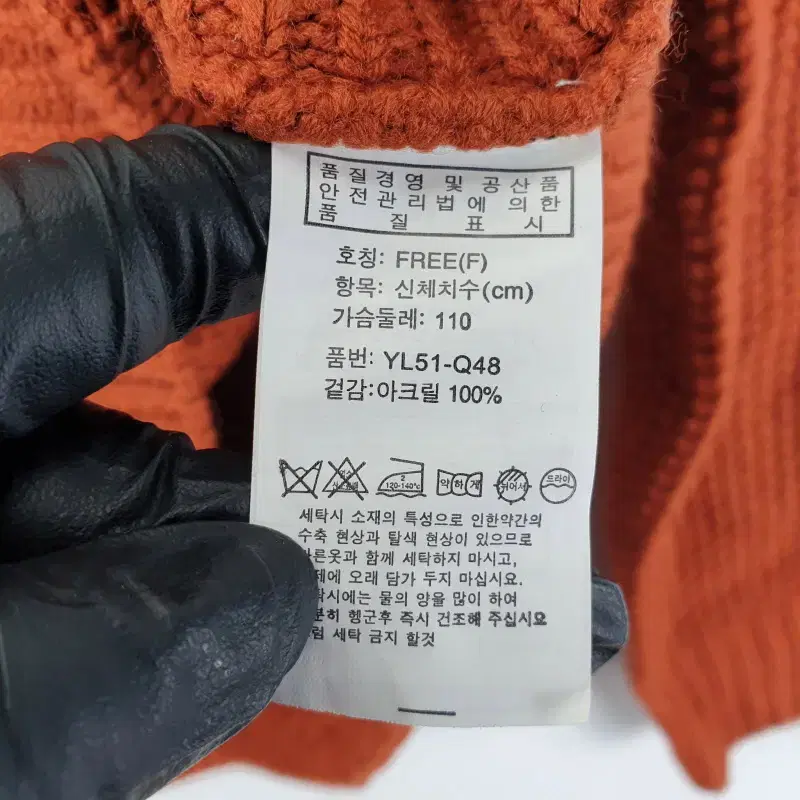 품질경영 및 공산품
안전관리법에 의한
품 질 표 시
호칭: FREE(F)
항목: 신체치수(cm)
가슴둘레: 110
품번: YL51-Q48
겉감:아크릴 100%
2
120-140℃
약하게
뉘어서
드라이
세탁시 소재의 특성으로 인한약간의
수축 현상과 탈색 현상이 있으므로
른옷과 함께 세탁하지 마시고,
제에 오래 담가 두지 마십시요.
탁시에는 물의 양을 많이 하여
분히 헹군후 즉시 건조해 주십시요
럼 세탁 금지 할것